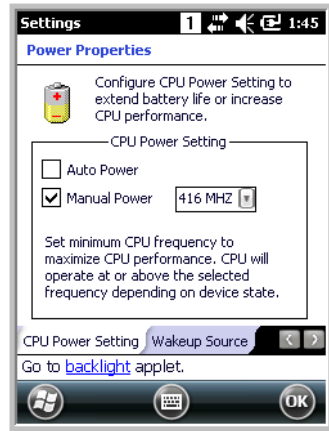 Settings 1 1:45
Power Properties
Configure CPU Power Setting to
extend battery life or increase
CPU performance.
CPU Power Setting
Auto Power
Manual Power 416 MHZ
Set minimum CPU frequency to
maximize CPU performance. CPU will
operate at or above the selected
frequency depending on device state.
CPU Power Setting Wakeup Source
Go to backlight applet.
OK